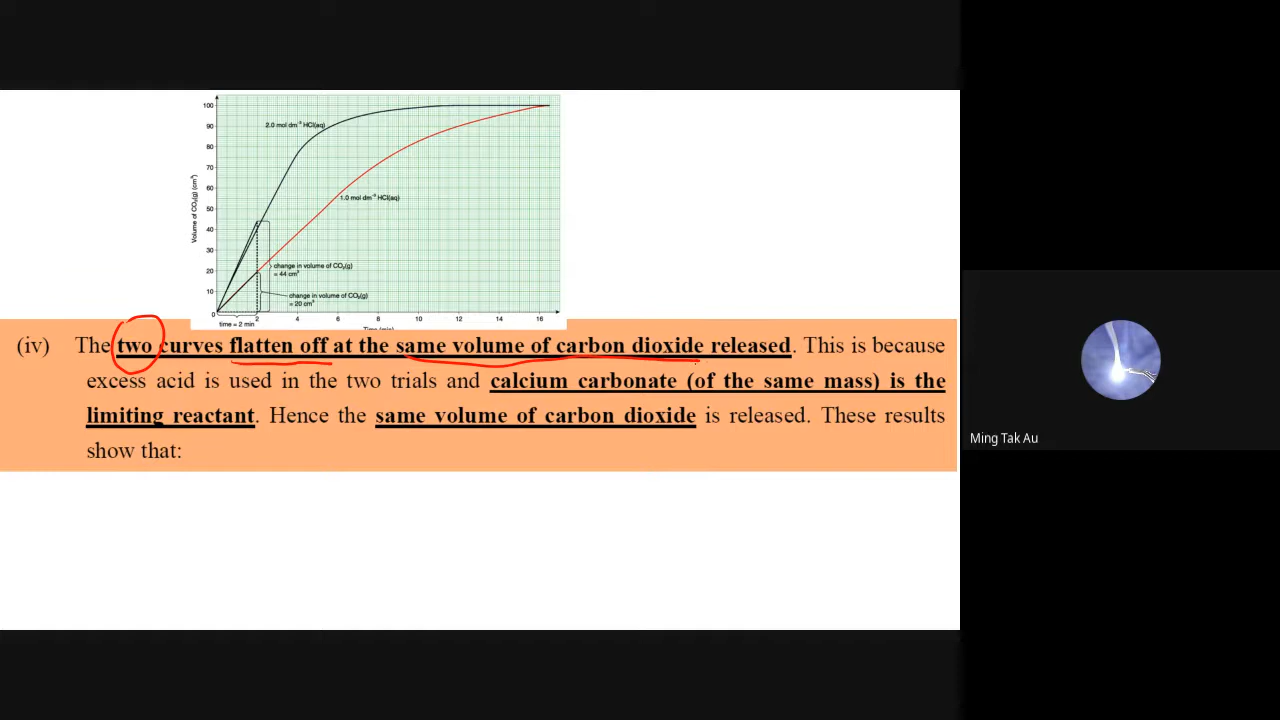 100
90
80
70
60
50
40
30
20
10
0
Volume of CO₂(g) (cm³)
2.0 mol dm⁻³ HCl(aq)
1.0 mol dm⁻³ HCl(aq)
change in volume of CO₂(g)
= 44 cm³
change in volume of CO₂(g)
= 20 cm³
2 4 6 8 10 12 14 16
time = 2 min
Time (min)
(iv) The two curves flatten off at the same volume of carbon dioxide released. This is because
excess acid is used in the two trials and calcium carbonate (of the same mass) is the
limiting reactant. Hence the same volume of carbon dioxide is released. These results
show that:
Ming Tak Au